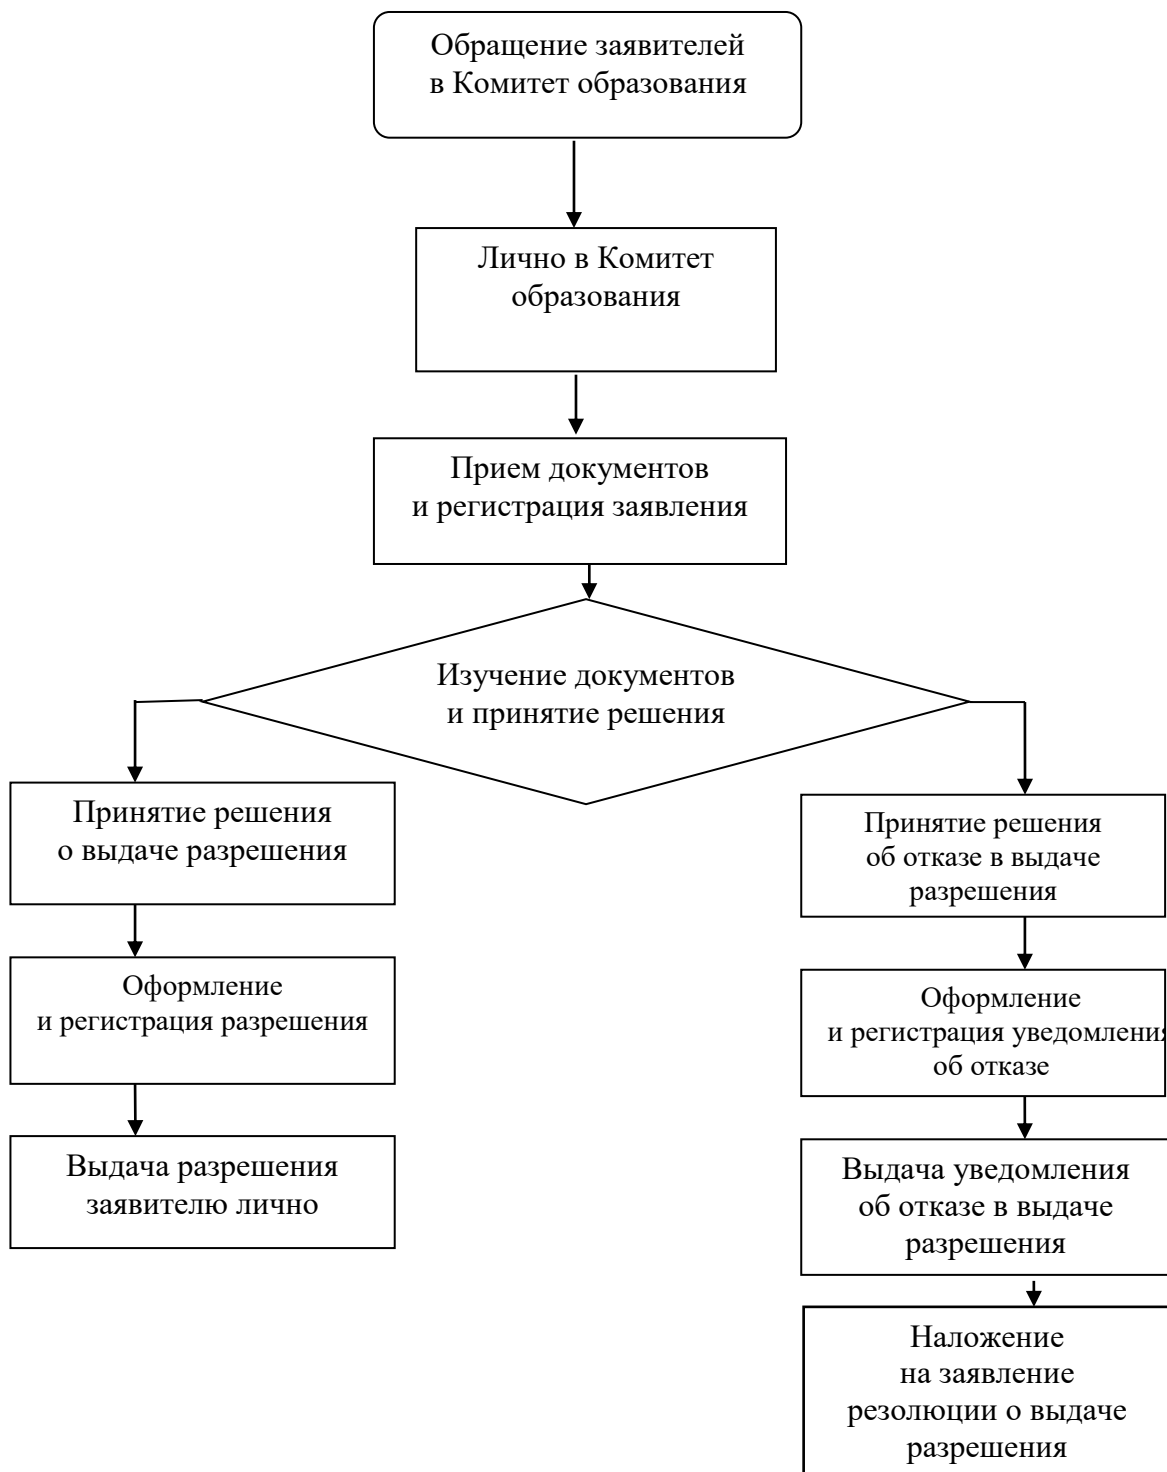 Обращение заявителей
в Комитет образования
Лично в Комитет
образования
Прием документов
и регистрация заявления
Изучение документов
и принятие решения
Принятие решения
о выдаче разрешения
Принятие решения
об отказе в выдаче
разрешения
Оформление
и регистрация разрешения
Оформление
и регистрация уведомления
об отказе
Выдача разрешения
заявителю лично
Выдача уведомления
об отказе в выдаче
разрешения
Наложение
на заявление
резолюции о выдаче
разрешения